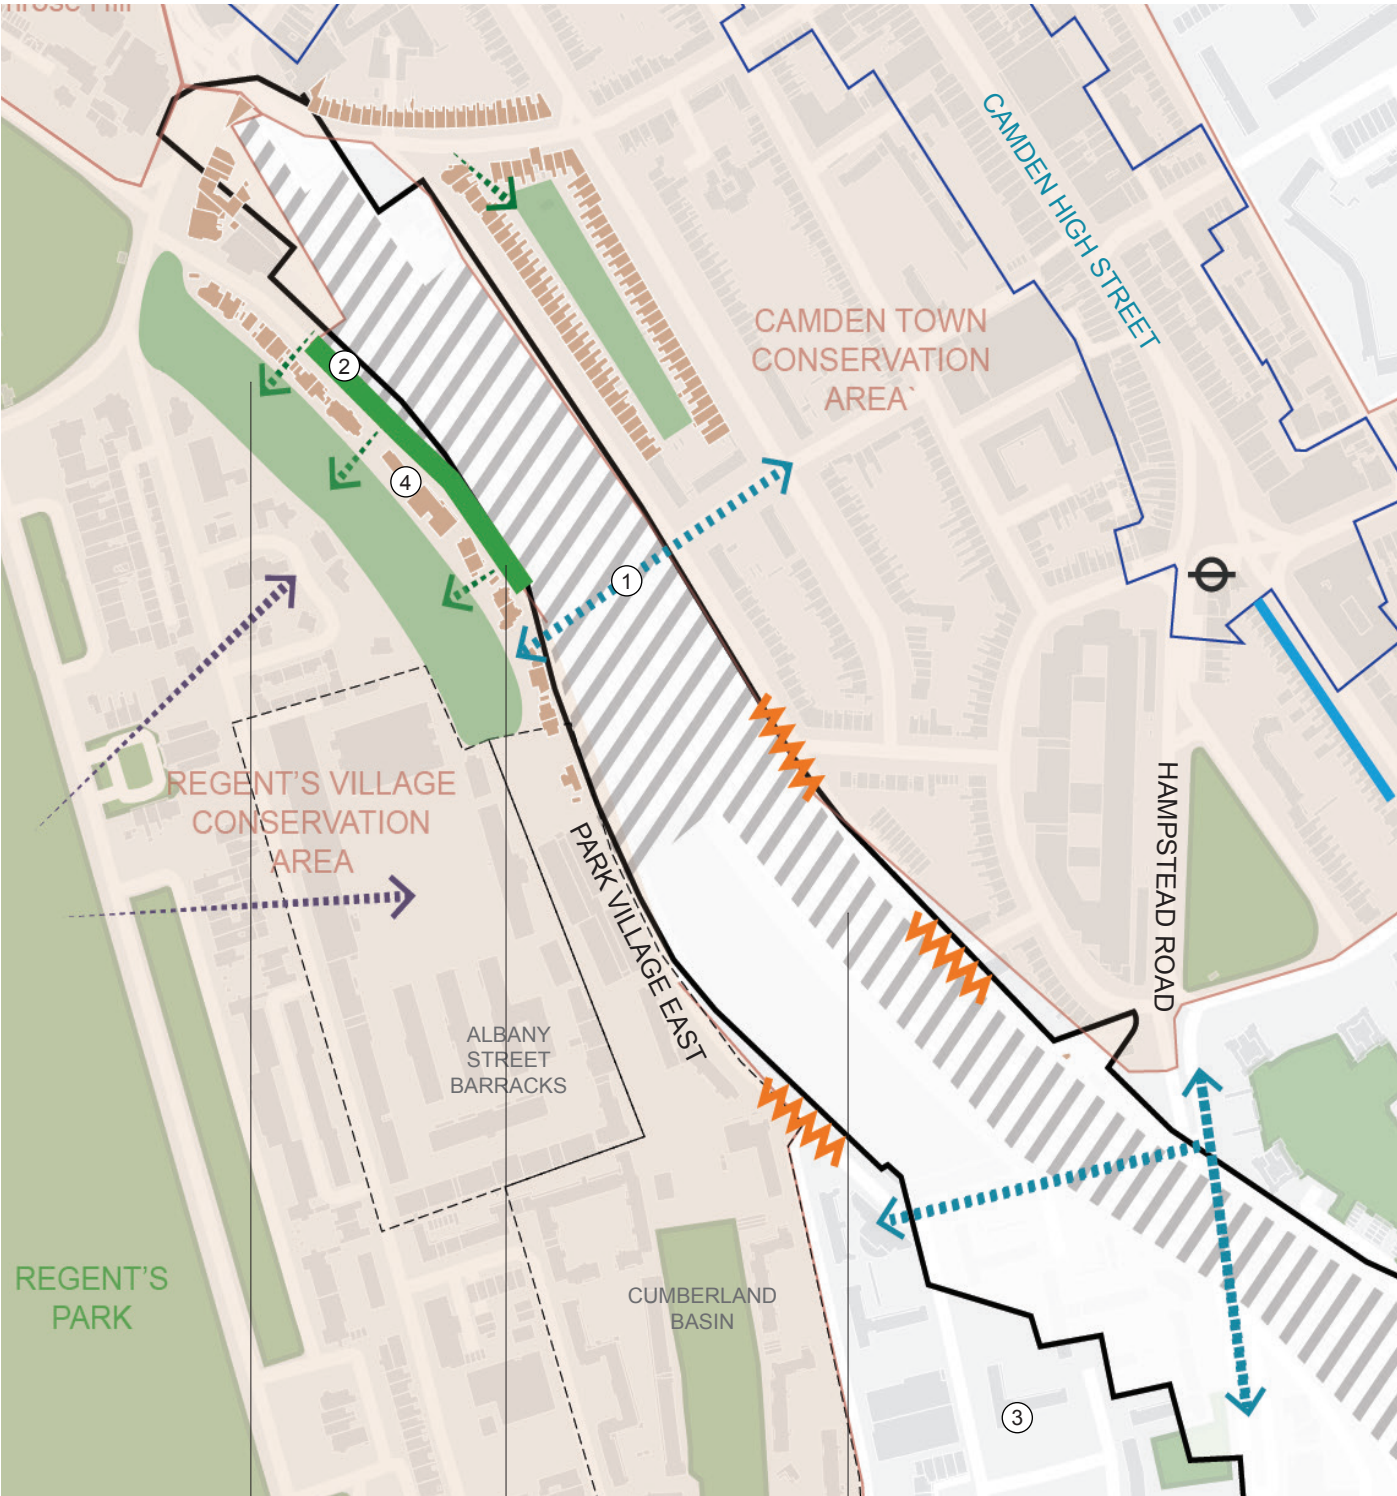 CAMDEN HIGH STREET
CAMDEN TOWN
CONSERVATION
AREA`
2
4
1
REGENT'S VILLAGE
CONSERVATION
AREA
HAMPSTEAD ROAD
PARK VILLAGE EAST
ALBANY
STREET
BARRACKS
REGENT'S
PARK
CUMBERLAND
BASIN
3